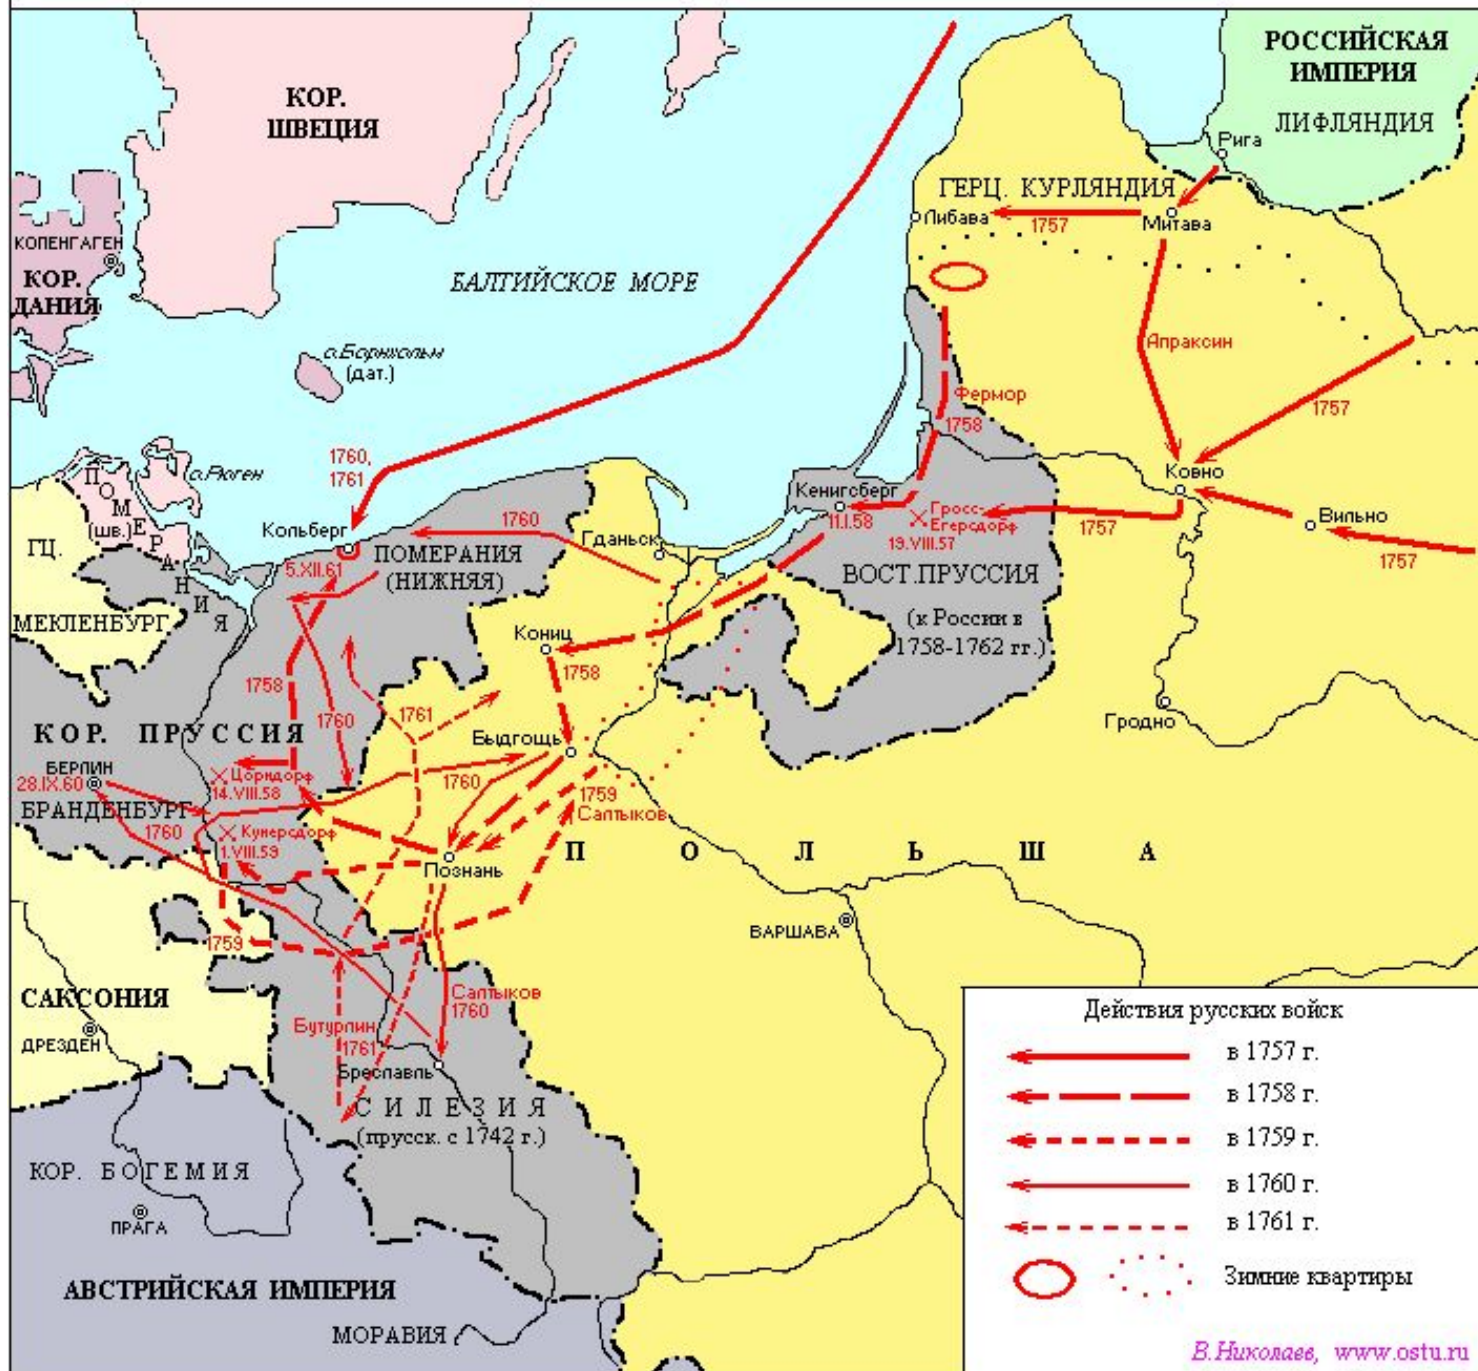 КОР.
ШВЕЦИЯ
РОССИЙСКАЯ
ИМПЕРИЯ
ЛИФЛЯНДИЯ
Рига
ГЕРЦ. КУРЛЯНДИЯ
Либава
1757
Митава
КОПЕНГАГЕН
КОР.
ДАНИЯ
БАЛТИЙСКОЕ МОРЕ
о.Борнхольм
(дат.)
Апраксин
Фермор
1758
1757
1760,
1761
о.Рюген
ПОМЕРАНИЯ
(шв.)
Ковно
Кенигсберг
11.I.58
Гросс-
Егерсдорф
19.VIII.57
1757
Вильно
1757
Кольберг
5.XII.61
1760
Гданьск
ПОМЕРАНИЯ
(НИЖНЯЯ)
ГЦ.
МЕКЛЕНБУРГ
ВОСТ.ПРУССИЯ
(к России в
1758-1762 гг.)
Кониц
1758
1758
1760
1761
Гродно
КОР. ПРУССИЯ
Быдгощь
БЕРЛИН
28.IX.60
Цорндорф
14.VIII.58
1760
1759
Салтыков
БРАНДЕНБУРГ
1760
Кунерсдорф
1.VIII.59
Познань
ПОЛЬША
ВАРШАВА
1759
САКСОНИЯ
ДРЕЗДЕН
Салтыков
1760
Бутурлин
1761
Бреславль
СИЛЕЗИЯ
(прусск. с 1742 г.)
КОР. БОГЕМИЯ
ПРАГА
АВСТРИЙСКАЯ ИМПЕРИЯ
МОРАВИЯ
Действия русских войск
в 1757 г.
в 1758 г.
в 1759 г.
в 1760 г.
в 1761 г.
Зимние квартиры
В.Николаев, www.ostu.ru